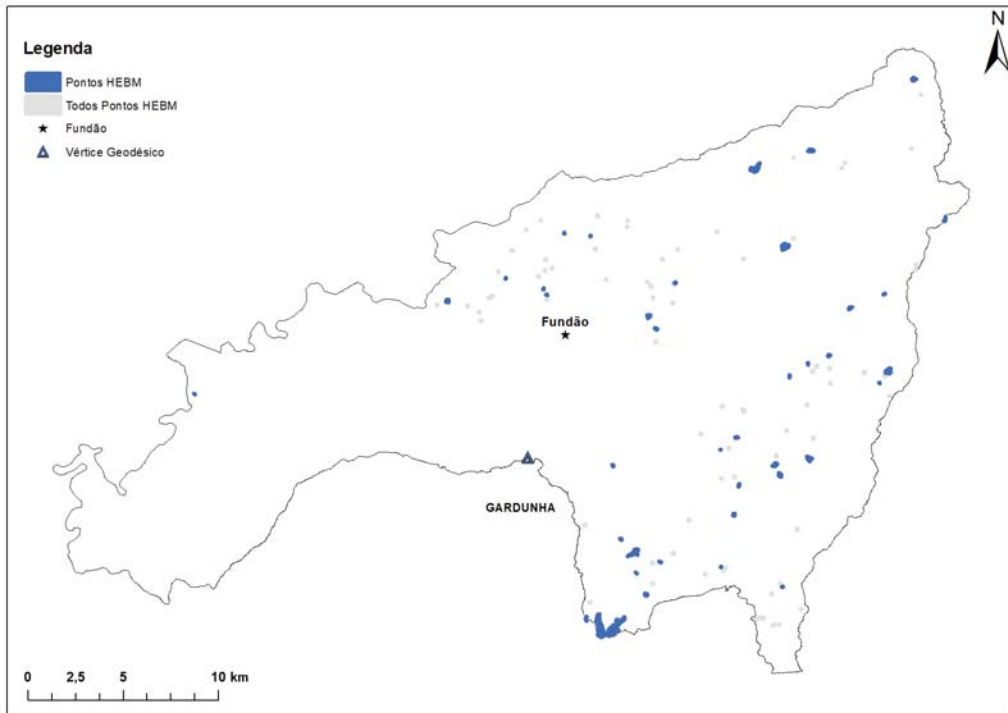 N
Legenda
Pontos HEBM
Todos Pontos HEBM
Fundão
Vértice Geodésico
Fundão
GARDUNHA
0 2,5 5 10 km